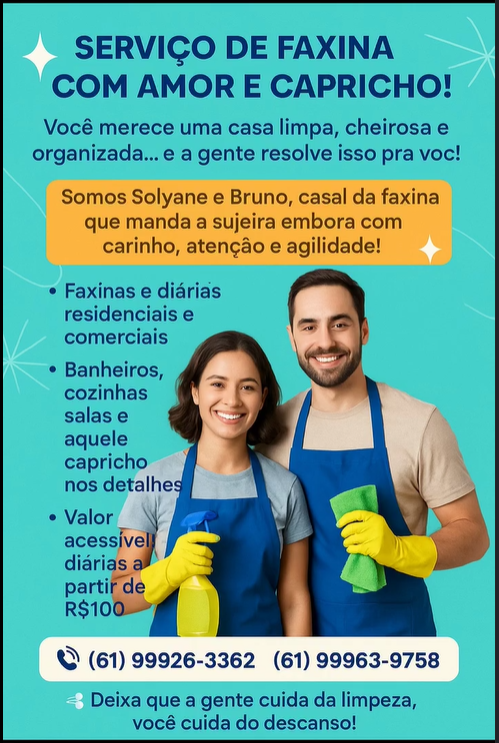 SERVIÇO DE FAXINA
COM AMOR E CAPRICHO!
Você merece uma casa limpa, cheirosa e
organizada... e a gente resolve isso pra voc!
Somos Solyane e Bruno, casal da faxina
que manda a sujeira embora com
carinho, atenção e agilidade!
• Faxinas e diárias
residenciais e
comerciais
• Banheiros,
cozinhas
salas e
aquele
capricho
nos detalhes
• Valor
acessível!
diárias a
partir de
R$100
(61) 99926-3362 (61) 99963-9758
Deixa que a gente cuida da limpeza,
você cuida do descanso!